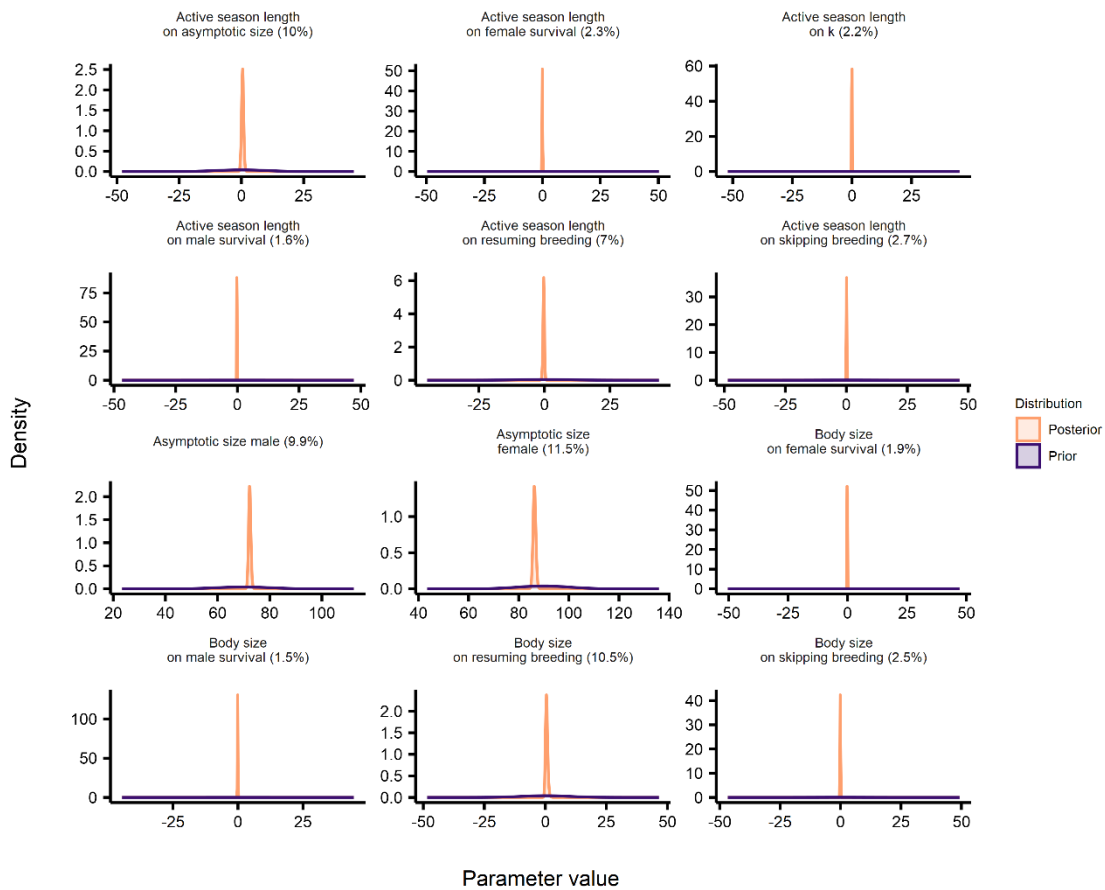 Active season length
on asymptotic size (10%)
Active season length
on female survival (2.3%)
Active season length
on k (2.2%)
2.5
2.0
1.5
1.0
0.5
0.0
-50 -25 0 25
50
40
30
20
10
0
-50 -25 0 25 50
60
40
20
0
-50 -25 0 25
Active season length
on male survival (1.6%)
Active season length
on resuming breeding (7%)
Active season length
on skipping breeding (2.7%)
75
50
25
0
-50 -25 0 25 50
6
4
2
0
-25 0 25
30
20
10
0
-50 -25 0 25 50
Density
Distribution
Posterior
Prior
Asymptotic size male (9.9%)
Asymptotic size
female (11.5%)
Body size
on female survival (1.9%)
2.0
1.5
1.0
0.5
0.0
20 40 60 80 100
1.0
0.5
0.0
40 60 80 100 120 140
50
40
30
20
10
0
-50 -25 0 25 50
Body size
on male survival (1.5%)
Body size
on resuming breeding (10.5%)
Body size
on skipping breeding (2.5%)
100
50
0
-25 0 25
2.0
1.5
1.0
0.5
0.0
-50 -25 0 25 50
40
30
20
10
0
-50 -25 0 25 50
Parameter value